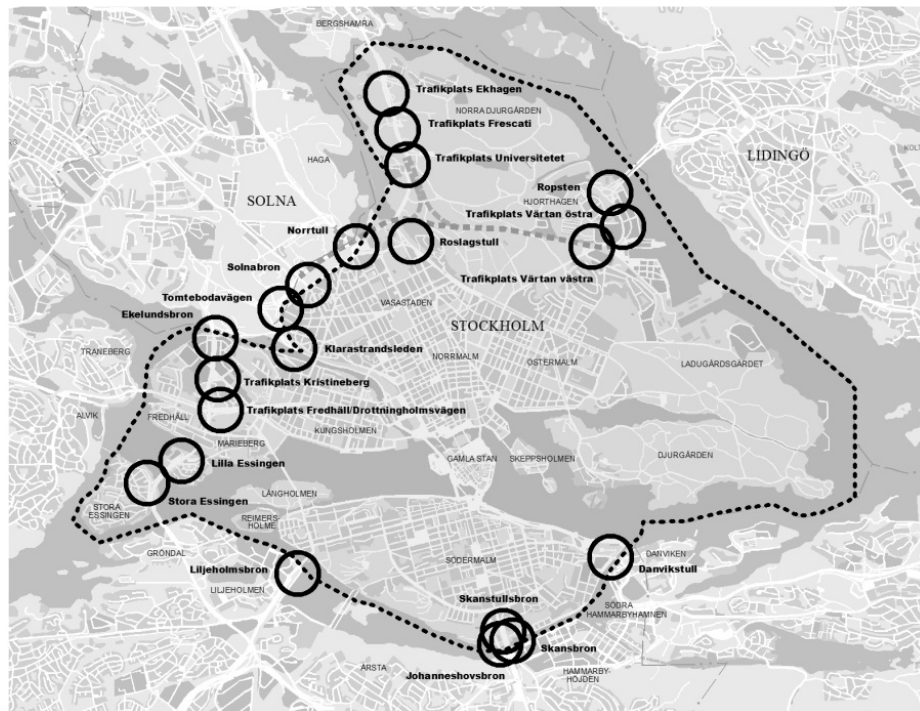 BERGSHAMRA
Trafikplats Ekhagen
NORRA DJURGÅRDEN
Trafikplats Frescati
HAGA
Trafikplats Universitetet
LIDINGÖ
SOLNA
Ropsten
HJORTHAGEN
Norrtull
Trafikplats Värtan östra
Roslagstull
Solnabron
Trafikplats Värtan västra
Tomtebodavägen
VASASTADEN
Ekelundsbron
STOCKHOLM
TRANEBERG
Klarastrandsleden
NORRMALM
ÖSTERMALM
LADUGÅRDSGÄRDET
Trafikplats Kristineberg
ALVIK
FREDHÄLL
Trafikplats Fredhäll/Drottningholmsvägen
KUNGSHOLMEN
MARIEBERG
GAMLA STAN
SKEPPSHOLMEN
DJURGÅRDEN
Lilla Essingen
LÅNGHOLMEN
Stora Essingen
STORA
ESSINGEN
REIMERS
HOLME
GRÖNDAL
SÖDERMALM
DANVIKEN
Liljeholmsbron
Danvikstull
LILJEHOLMEN
Skanstullsbron
SÖDRA
HAMMARBYHAMNEN
Skansbron
ÅRSTA
Johanneshovsbron
HAMMARBY-
HÖJDEN